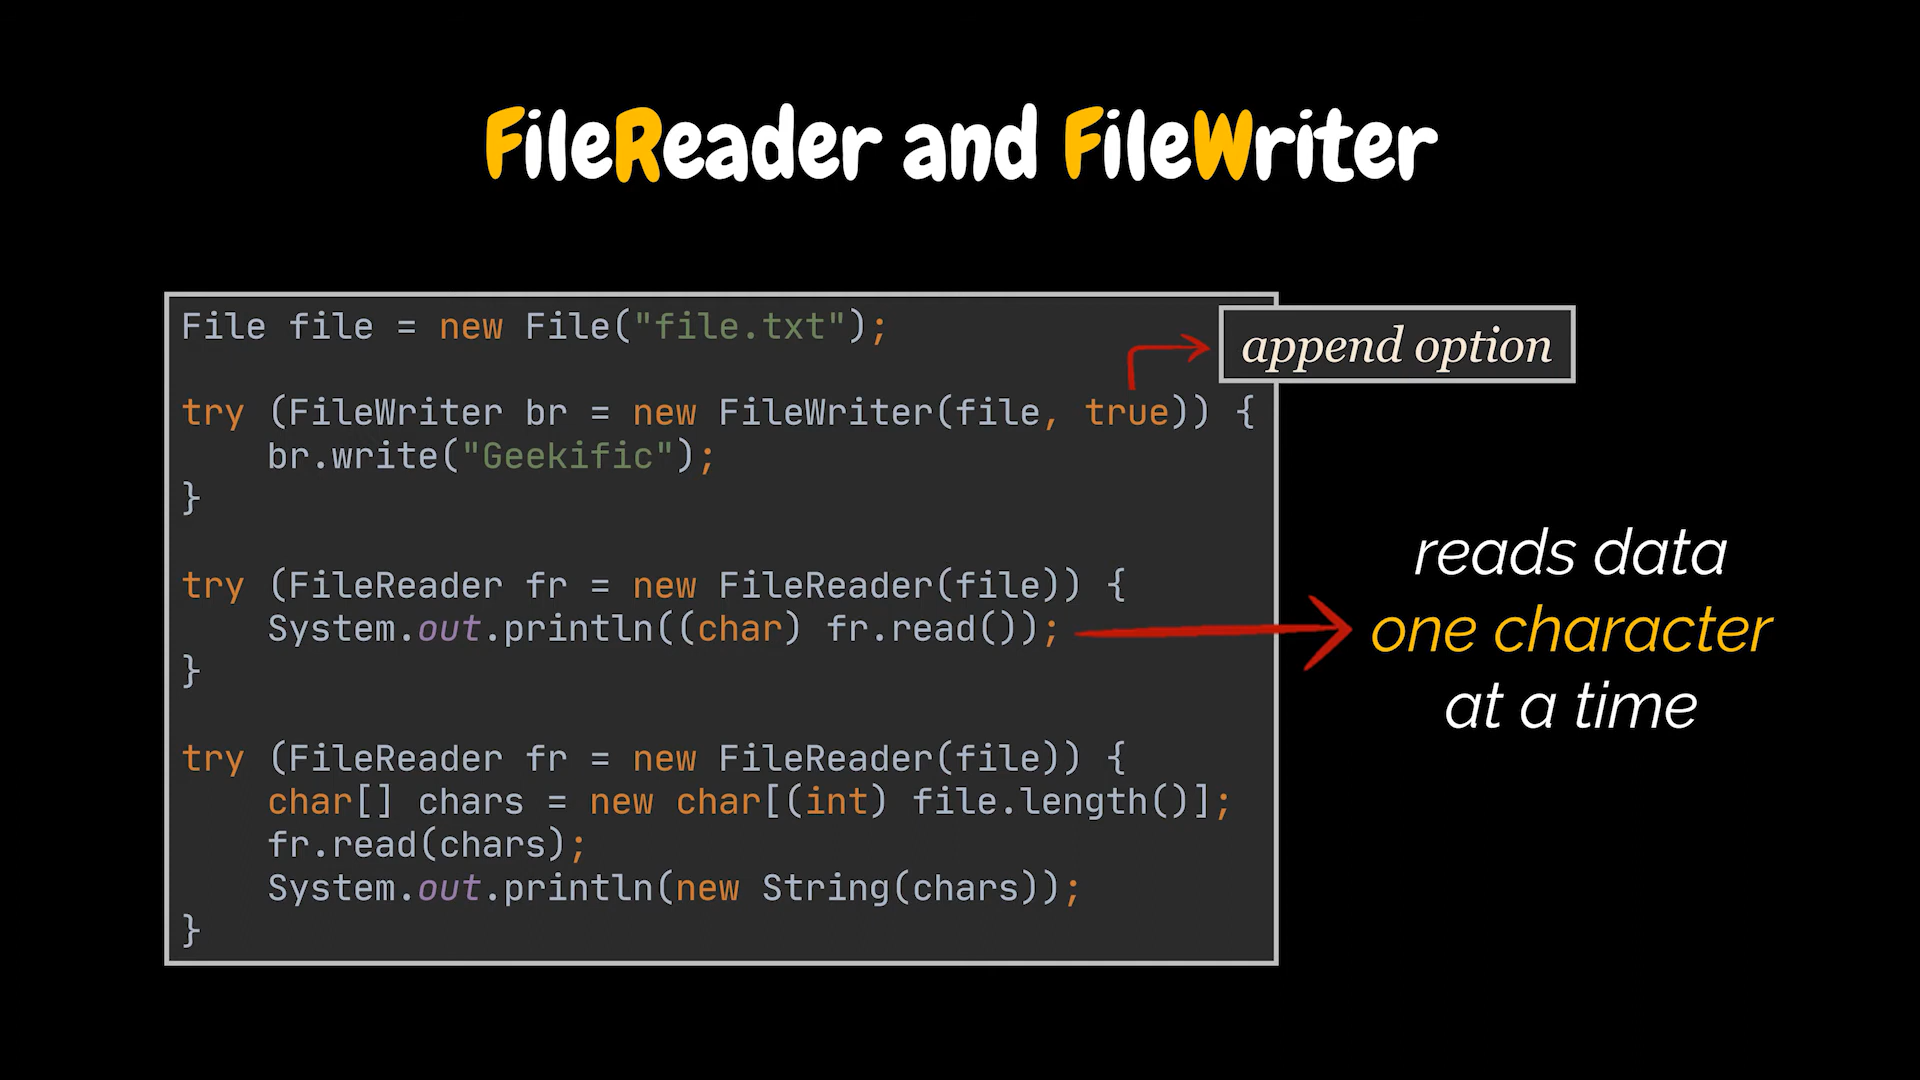 FileReader and FileWriter
File file = new File("file.txt");
append option
try (FileWriter br = new FileWriter(file, true)) {
    br.write("Geekific");
}
try (FileReader fr = new FileReader(file)) {
    System.out.println((char) fr.read());
}
reads data
one character
at a time
try (FileReader fr = new FileReader(file)) {
    char[] chars = new char[(int) file.length()];
    fr.read(chars);
    System.out.println(new String(chars));
}